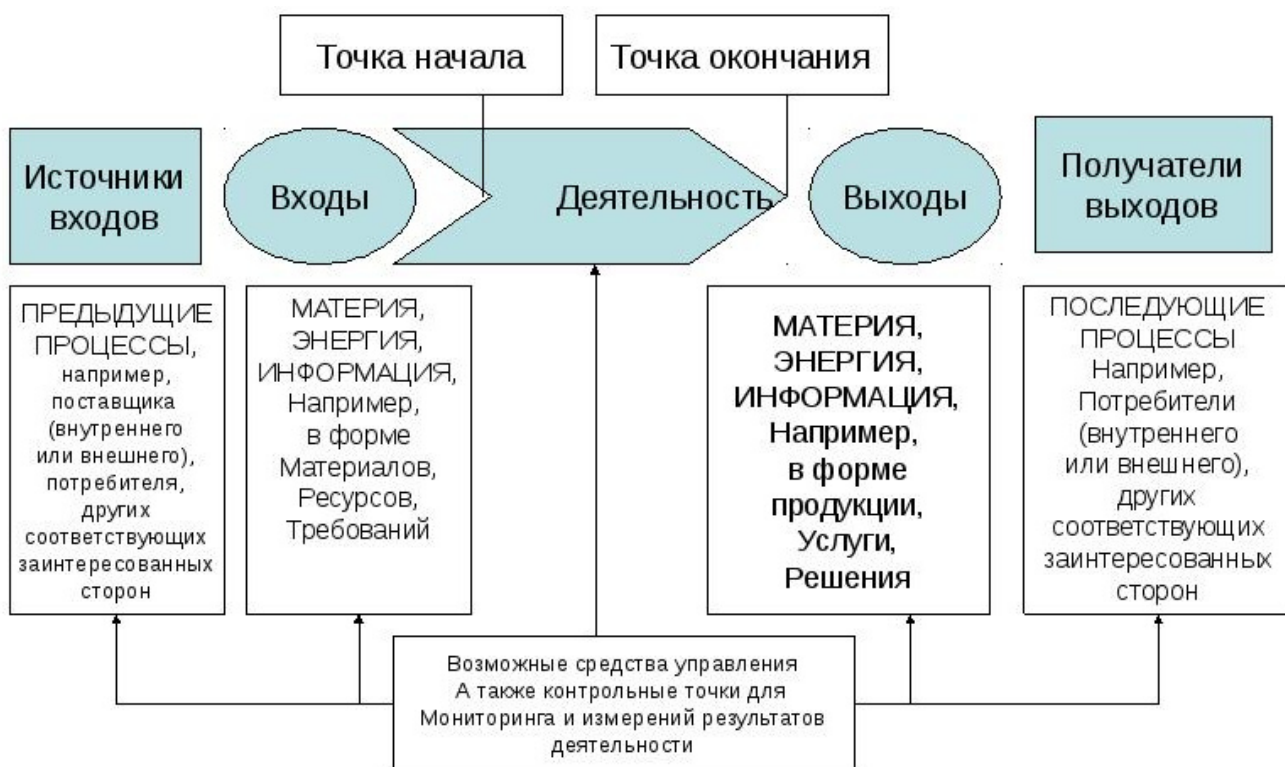 Точка начала
Точка окончания
Источники
входов
Входы
Деятельность
Выходы
Получатели
выходов
ПРЕДЫДУЩИЕ
ПРОЦЕССЫ,
например,
поставщика
(внутреннего
или внешнего),
потребителя,
других
соответствующих
заинтересованных
сторон
МАТЕРИЯ,
ЭНЕРГИЯ,
ИНФОРМАЦИЯ,
Например,
в форме
Материалов,
Ресурсов,
Требований
МАТЕРИЯ,
ЭНЕРГИЯ,
ИНФОРМАЦИЯ,
Например,
в форме
продукции,
Услуги,
Решения
ПОСЛЕДУЮЩИЕ
ПРОЦЕССЫ
Например,
Потребители
(внутреннего
или внешнего),
других
соответствующих
заинтересованных
сторон
Возможные средства управления
А также контрольные точки для
Мониторинга и измерений результатов
деятельности